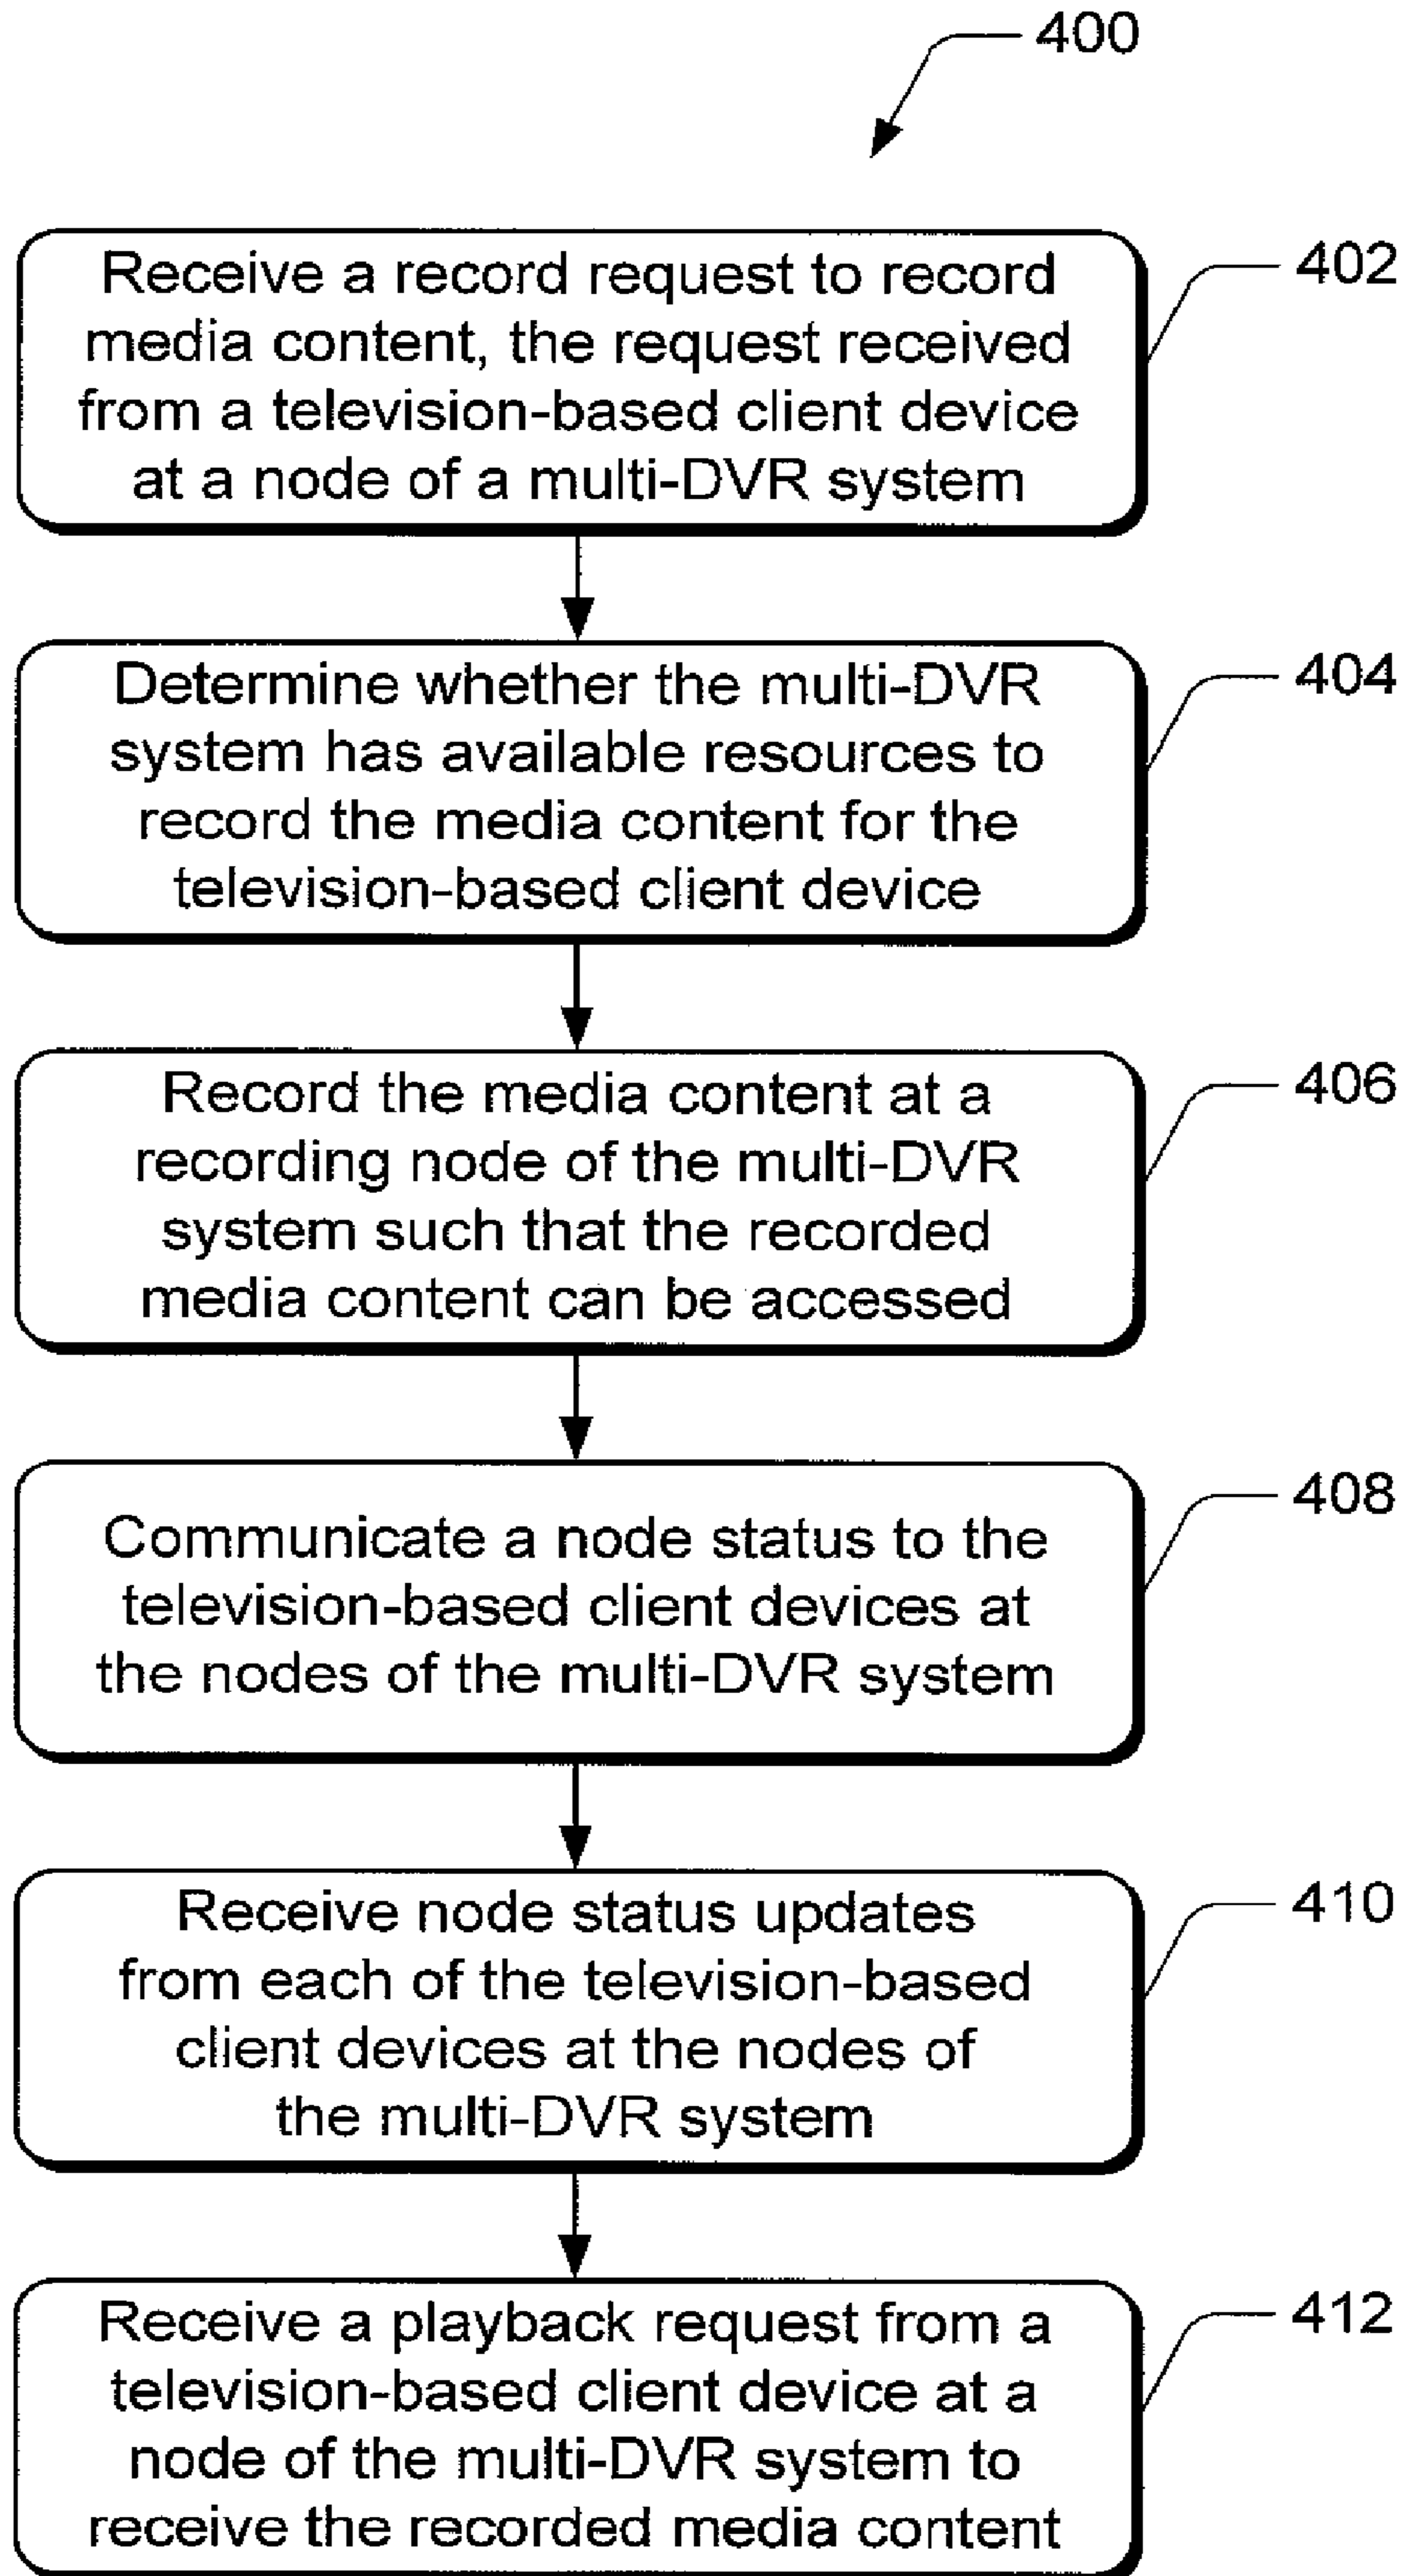 400
Receive a record request to record
media content, the request received
from a television-based client device
at a node of a multi-DVR system
402
Determine whether the multi-DVR
system has available resources to
record the media content for the
television-based client device
404
Record the media content at a
recording node of the multi-DVR
system such that the recorded
media content can be accessed
406
Communicate a node status to the
television-based client devices at
the nodes of the multi-DVR system
408
Receive node status updates
from each of the television-based
client devices at the nodes of
the multi-DVR system
410
Receive a playback request from a
television-based client device at a
node of the multi-DVR system to
receive the recorded media content
412